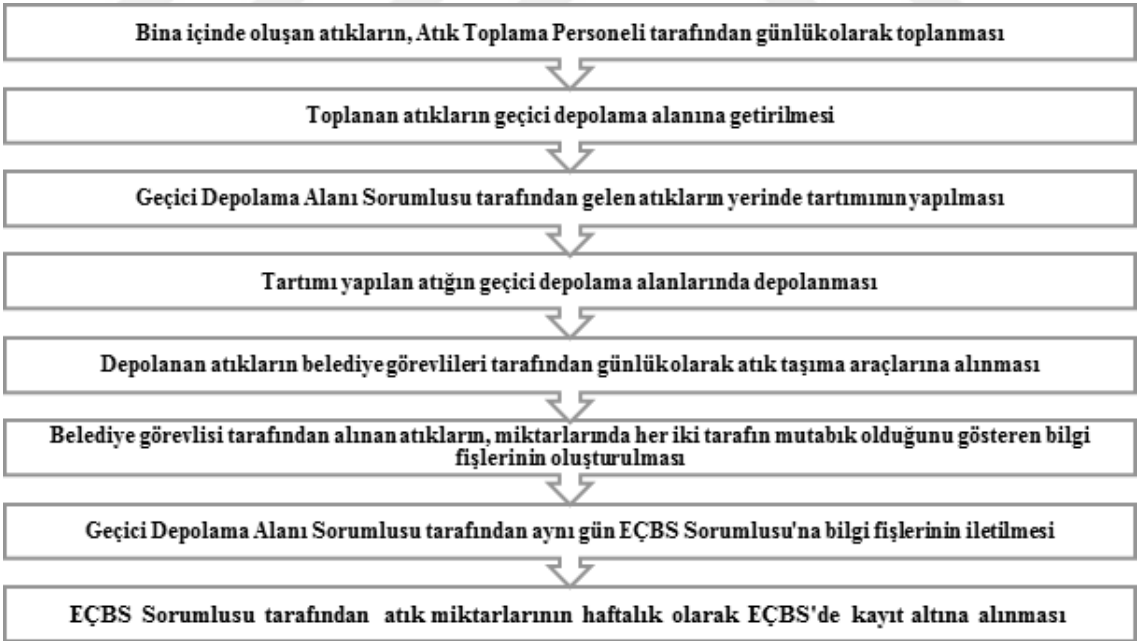 Bina içinde oluşan atıkların, Atık Toplama Personeli tarafından günlük olarak toplanması
Toplanan atıkların geçici depolama alanına getirilmesi
Geçici Depolama Alanı Sorumlusu tarafından gelen atıkların yerinde tartımının yapılması
Tartımı yapılan atığın geçici depolama alanlarında depolanması
Depolanan atıkların belediye görevlileri tarafından günlük olarak atık taşıma araçlarına alınması
Belediye görevlisi tarafından alınan atıkların, miktarlarında her iki tarafın mutabık olduğunu gösteren bilgi
fişlerinin oluşturulması
Geçici Depolama Alanı Sorumlusu tarafından aynı gün EÇBS Sorumlusu'na bilgi fişlerinin iletilmesi
EÇBS Sorumlusu tarafından atık miktarlarının haftalık olarak EÇBS'de kayıt altına alınması